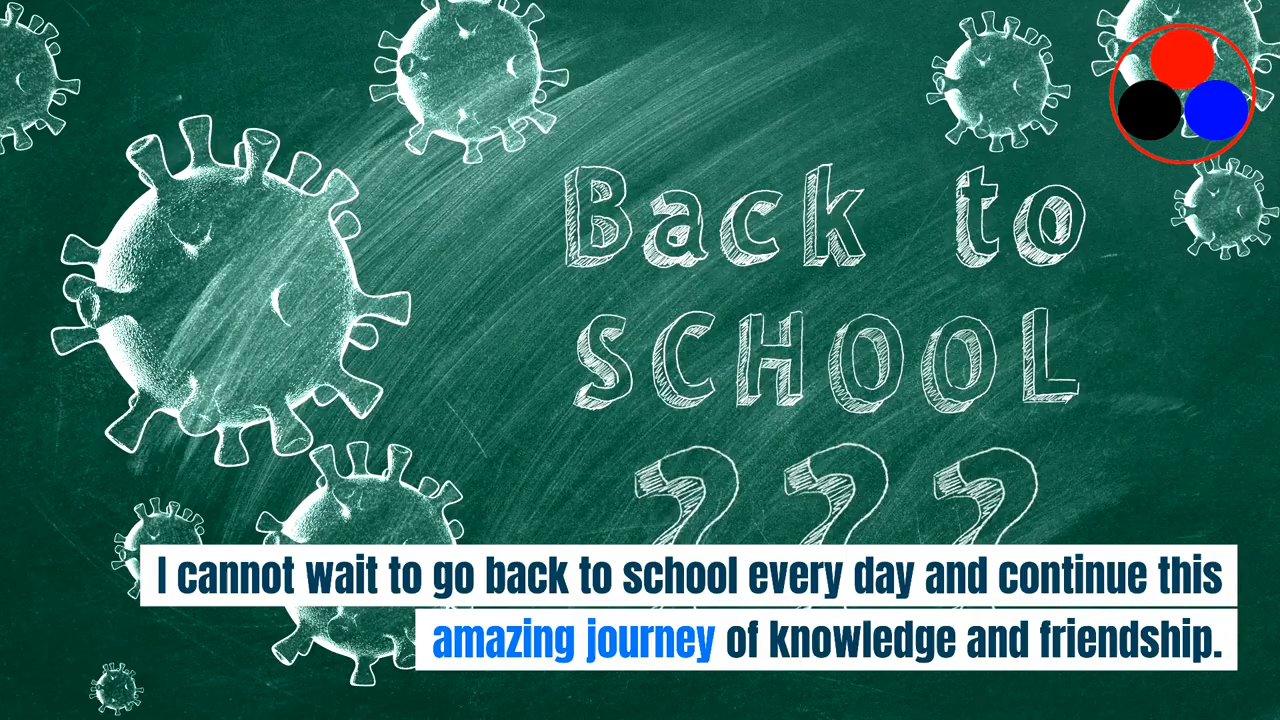 Back to
SCHOOL
???
I cannot wait to go back to school every day and continue this
amazing journey of knowledge and friendship.